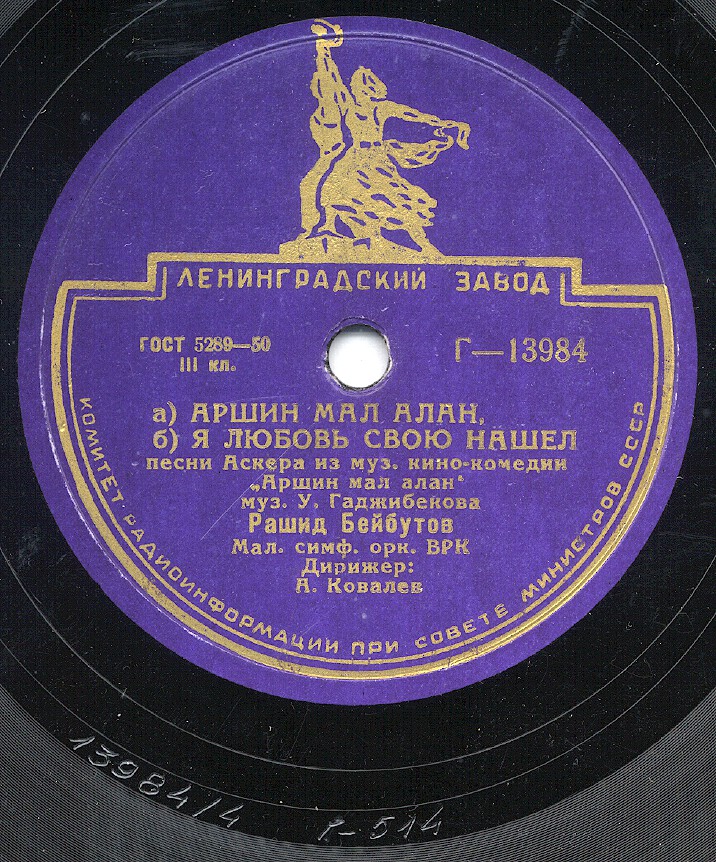 ЛЕНИНГРАДСКИЙ ЗАВОД
ГОСТ 5289—50
III кл.
Г—13984
а) АРШИН МАЛ АЛАН,
б) Я ЛЮБОВЬ СВОЮ НАШЕЛ
песни Аскера из муз. кино-комедии
„Аршин мал алан"
муз. У. Гаджибекова
Рашид Бейбутов
Мал. симф. орк. ВРК
Дирижер:
А. Ковалев
КОМИТЕТ·РАДИОИНФОРМАЦИИ ПРИ СОВЕТЕ МИНИСТРОВ СССР
13984/4
Р-514